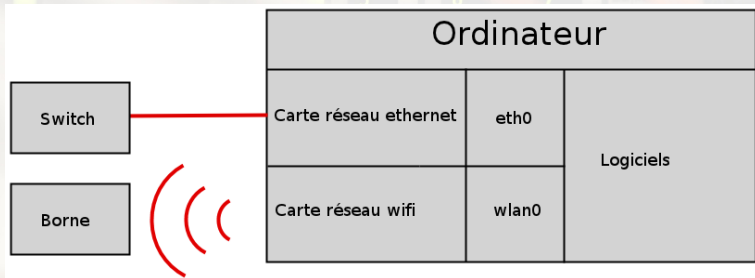 Ordinateur
Switch
Carte réseau ethernet
eth0
Logiciels
Borne
Carte réseau wifi
wlan0